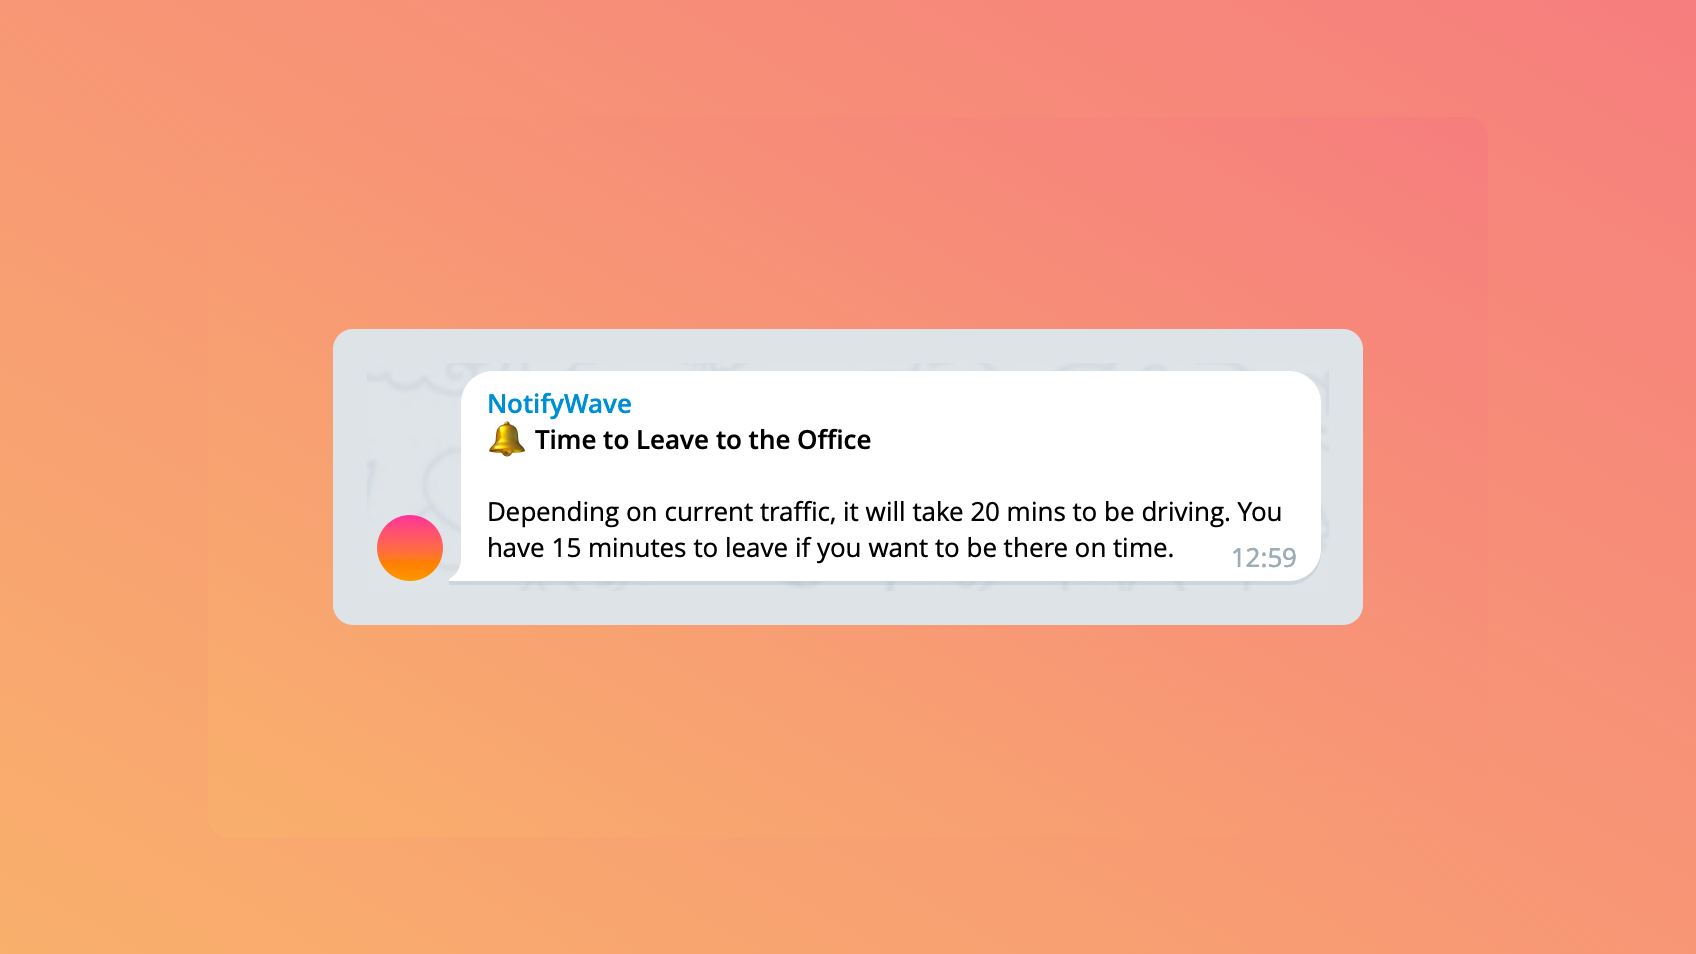 NotifyWave
🔔 Time to Leave to the Office
Depending on current traffic, it will take 20 mins to be driving. You
have 15 minutes to leave if you want to be there on time.
12:59